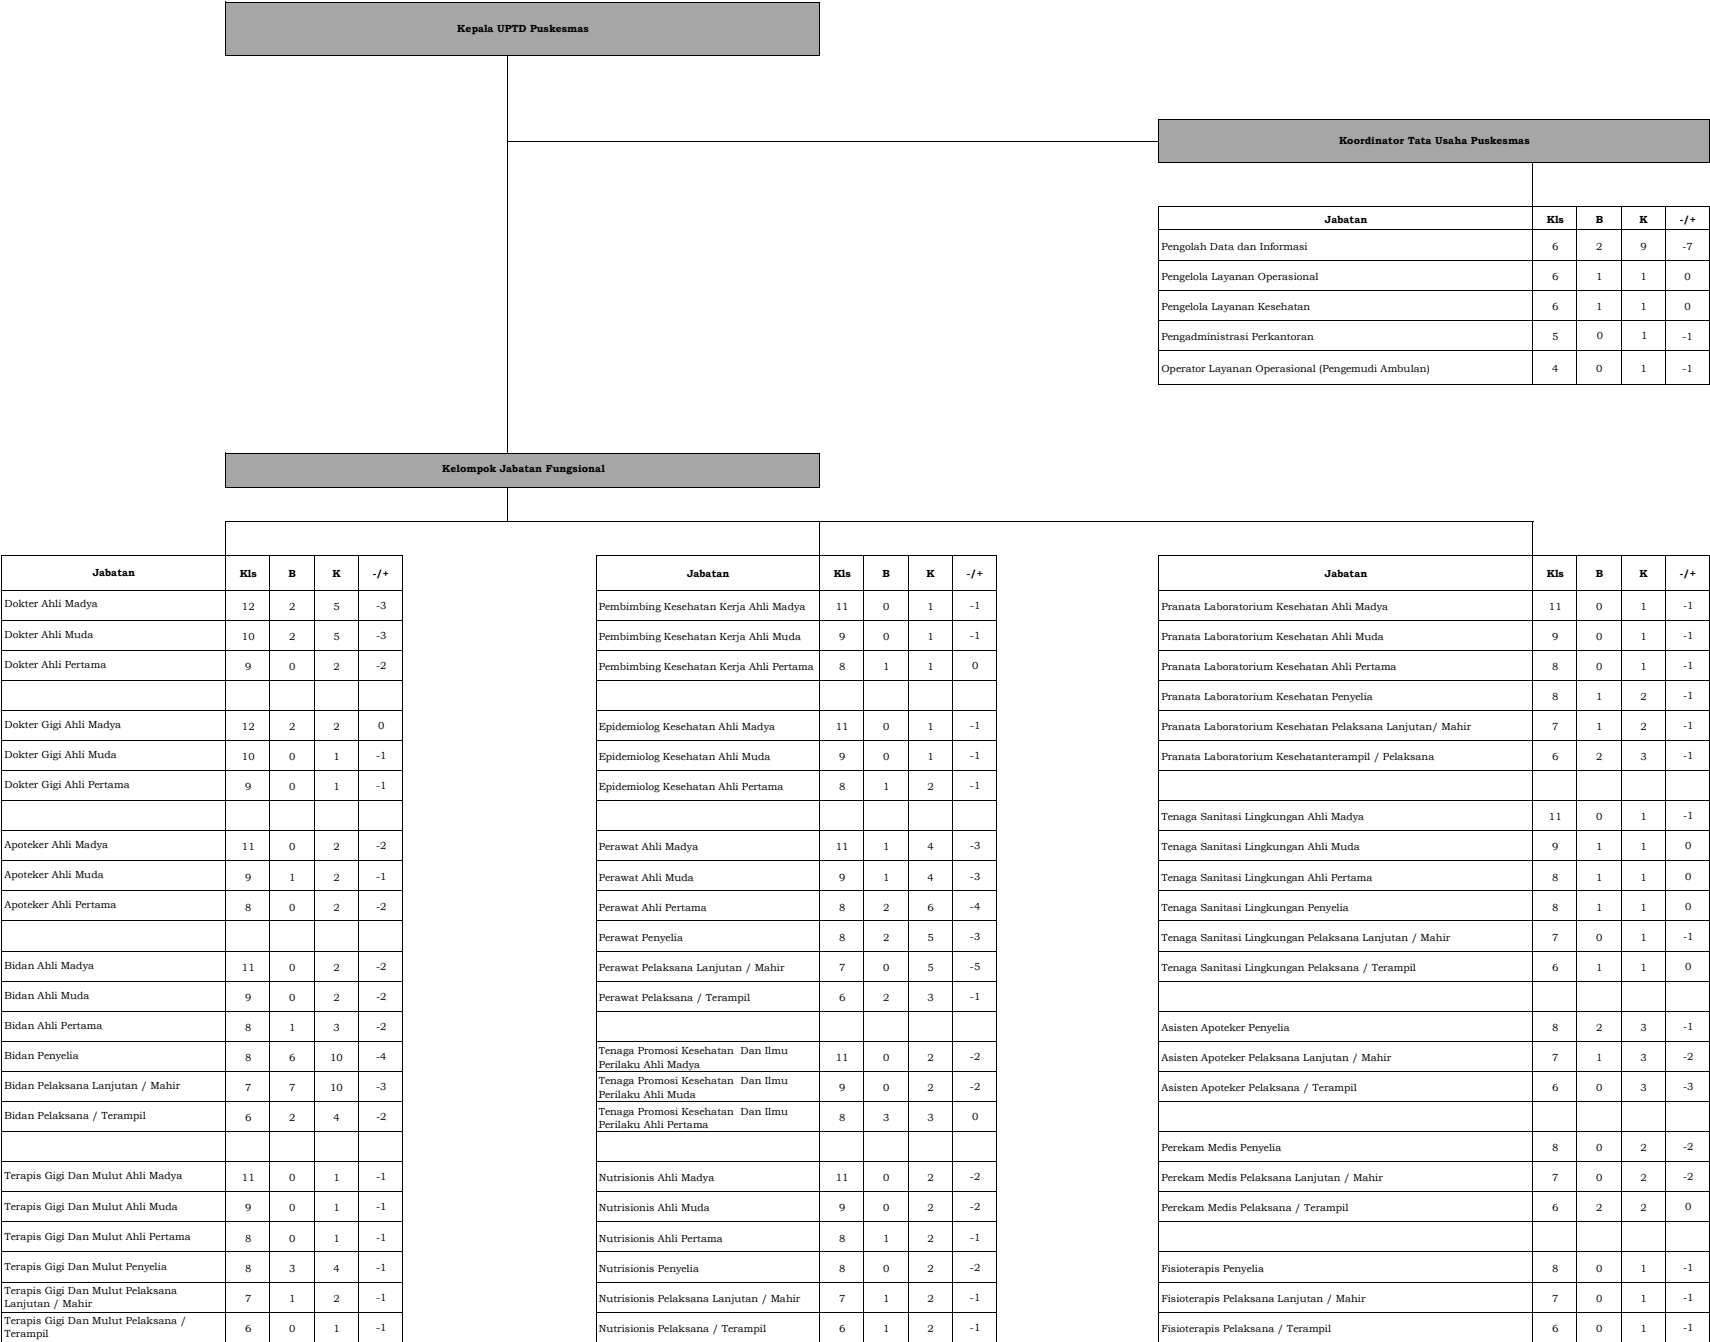 Kepala UPTD Puskesmas
Koordinator Tata Usaha Puskesmas
Jabatan Kls B K -/+
Pengolah Data dan Informasi 6 2 9 -7
Pengelola Layanan Operasional 6 1 1 0
Pengelola Layanan Kesehatan 6 1 1 0
Pengadministrasi Perkantoran 5 0 1 -1
Operator Layanan Operasional (Pengemudi Ambulan) 4 0 1 -1
Kelompok Jabatan Fungsional
Jabatan Kls B K -/+
Dokter Ahli Madya 12 2 5 -3
Dokter Ahli Muda 10 2 5 -3
Dokter Ahli Pertama 9 0 2 -2
Dokter Gigi Ahli Madya 12 2 2 0
Dokter Gigi Ahli Muda 10 0 1 -1
Dokter Gigi Ahli Pertama 9 0 1 -1
Apoteker Ahli Madya 11 0 2 -2
Apoteker Ahli Muda 9 1 2 -1
Apoteker Ahli Pertama 8 0 2 -2
Bidan Ahli Madya 11 0 2 -2
Bidan Ahli Muda 9 0 2 -2
Bidan Ahli Pertama 8 1 3 -2
Bidan Penyelia 8 6 10 -4
Bidan Pelaksana Lanjutan / Mahir 7 7 10 -3
Bidan Pelaksana / Terampil 6 2 4 -2
Terapis Gigi Dan Mulut Ahli Madya 11 0 1 -1
Terapis Gigi Dan Mulut Ahli Muda 9 0 1 -1
Terapis Gigi Dan Mulut Ahli Pertama 8 0 1 -1
Terapis Gigi Dan Mulut Penyelia 8 3 4 -1
Terapis Gigi Dan Mulut Pelaksana
Lanjutan / Mahir 7 1 2 -1
Terapis Gigi Dan Mulut Pelaksana /
Terampil 6 0 1 -1
Jabatan Kls B K -/+
Pembimbing Kesehatan Kerja Ahli Madya 11 0 1 -1
Pembimbing Kesehatan Kerja Ahli Muda 9 0 1 -1
Pembimbing Kesehatan Kerja Ahli Pertama 8 1 1 0
Epidemiolog Kesehatan Ahli Madya 11 0 1 -1
Epidemiolog Kesehatan Ahli Muda 9 0 1 -1
Epidemiolog Kesehatan Ahli Pertama 8 1 2 -1
Perawat Ahli Madya 11 1 4 -3
Perawat Ahli Muda 9 1 4 -3
Perawat Ahli Pertama 8 2 6 -4
Perawat Penyelia 8 2 5 -3
Perawat Pelaksana Lanjutan / Mahir 7 0 5 -5
Perawat Pelaksana / Terampil 6 2 3 -1
Tenaga Promosi Kesehatan Dan Ilmu
Perilaku Ahli Madya 11 0 2 -2
Tenaga Promosi Kesehatan Dan Ilmu
Perilaku Ahli Muda 9 0 2 -2
Tenaga Promosi Kesehatan Dan Ilmu
Perilaku Ahli Pertama 8 3 3 0
Nutrisionis Ahli Madya 11 0 2 -2
Nutrisionis Ahli Muda 9 0 2 -2
Nutrisionis Ahli Pertama 8 1 2 -1
Nutrisionis Penyelia 8 0 2 -2
Nutrisionis Pelaksana Lanjutan / Mahir 7 1 2 -1
Nutrisionis Pelaksana / Terampil 6 1 2 -1
Jabatan Kls B K -/+
Pranata Laboratorium Kesehatan Ahli Madya 11 0 1 -1
Pranata Laboratorium Kesehatan Ahli Muda 9 0 1 -1
Pranata Laboratorium Kesehatan Ahli Pertama 8 0 1 -1
Pranata Laboratorium Kesehatan Penyelia 8 1 2 -1
Pranata Laboratorium Kesehatan Pelaksana Lanjutan/ Mahir 7 1 2 -1
Pranata Laboratorium Kesehatanterampil / Pelaksana 6 2 3 -1
Tenaga Sanitasi Lingkungan Ahli Madya 11 0 1 -1
Tenaga Sanitasi Lingkungan Ahli Muda 9 1 1 0
Tenaga Sanitasi Lingkungan Ahli Pertama 8 1 1 0
Tenaga Sanitasi Lingkungan Penyelia 8 1 1 0
Tenaga Sanitasi Lingkungan Pelaksana Lanjutan / Mahir 7 0 1 -1
Tenaga Sanitasi Lingkungan Pelaksana / Terampil 6 1 1 0
Asisten Apoteker Penyelia 8 2 3 -1
Asisten Apoteker Pelaksana Lanjutan / Mahir 7 1 3 -2
Asisten Apoteker Pelaksana / Terampil 6 0 3 -3
Perekam Medis Penyelia 8 0 2 -2
Perekam Medis Pelaksana Lanjutan / Mahir 7 0 2 -2
Perekam Medis Pelaksana / Terampil 6 2 2 0
Fisioterapis Penyelia 8 0 1 -1
Fisioterapis Pelaksana Lanjutan / Mahir 7 0 1 -1
Fisioterapis Pelaksana / Terampil 6 0 1 -1